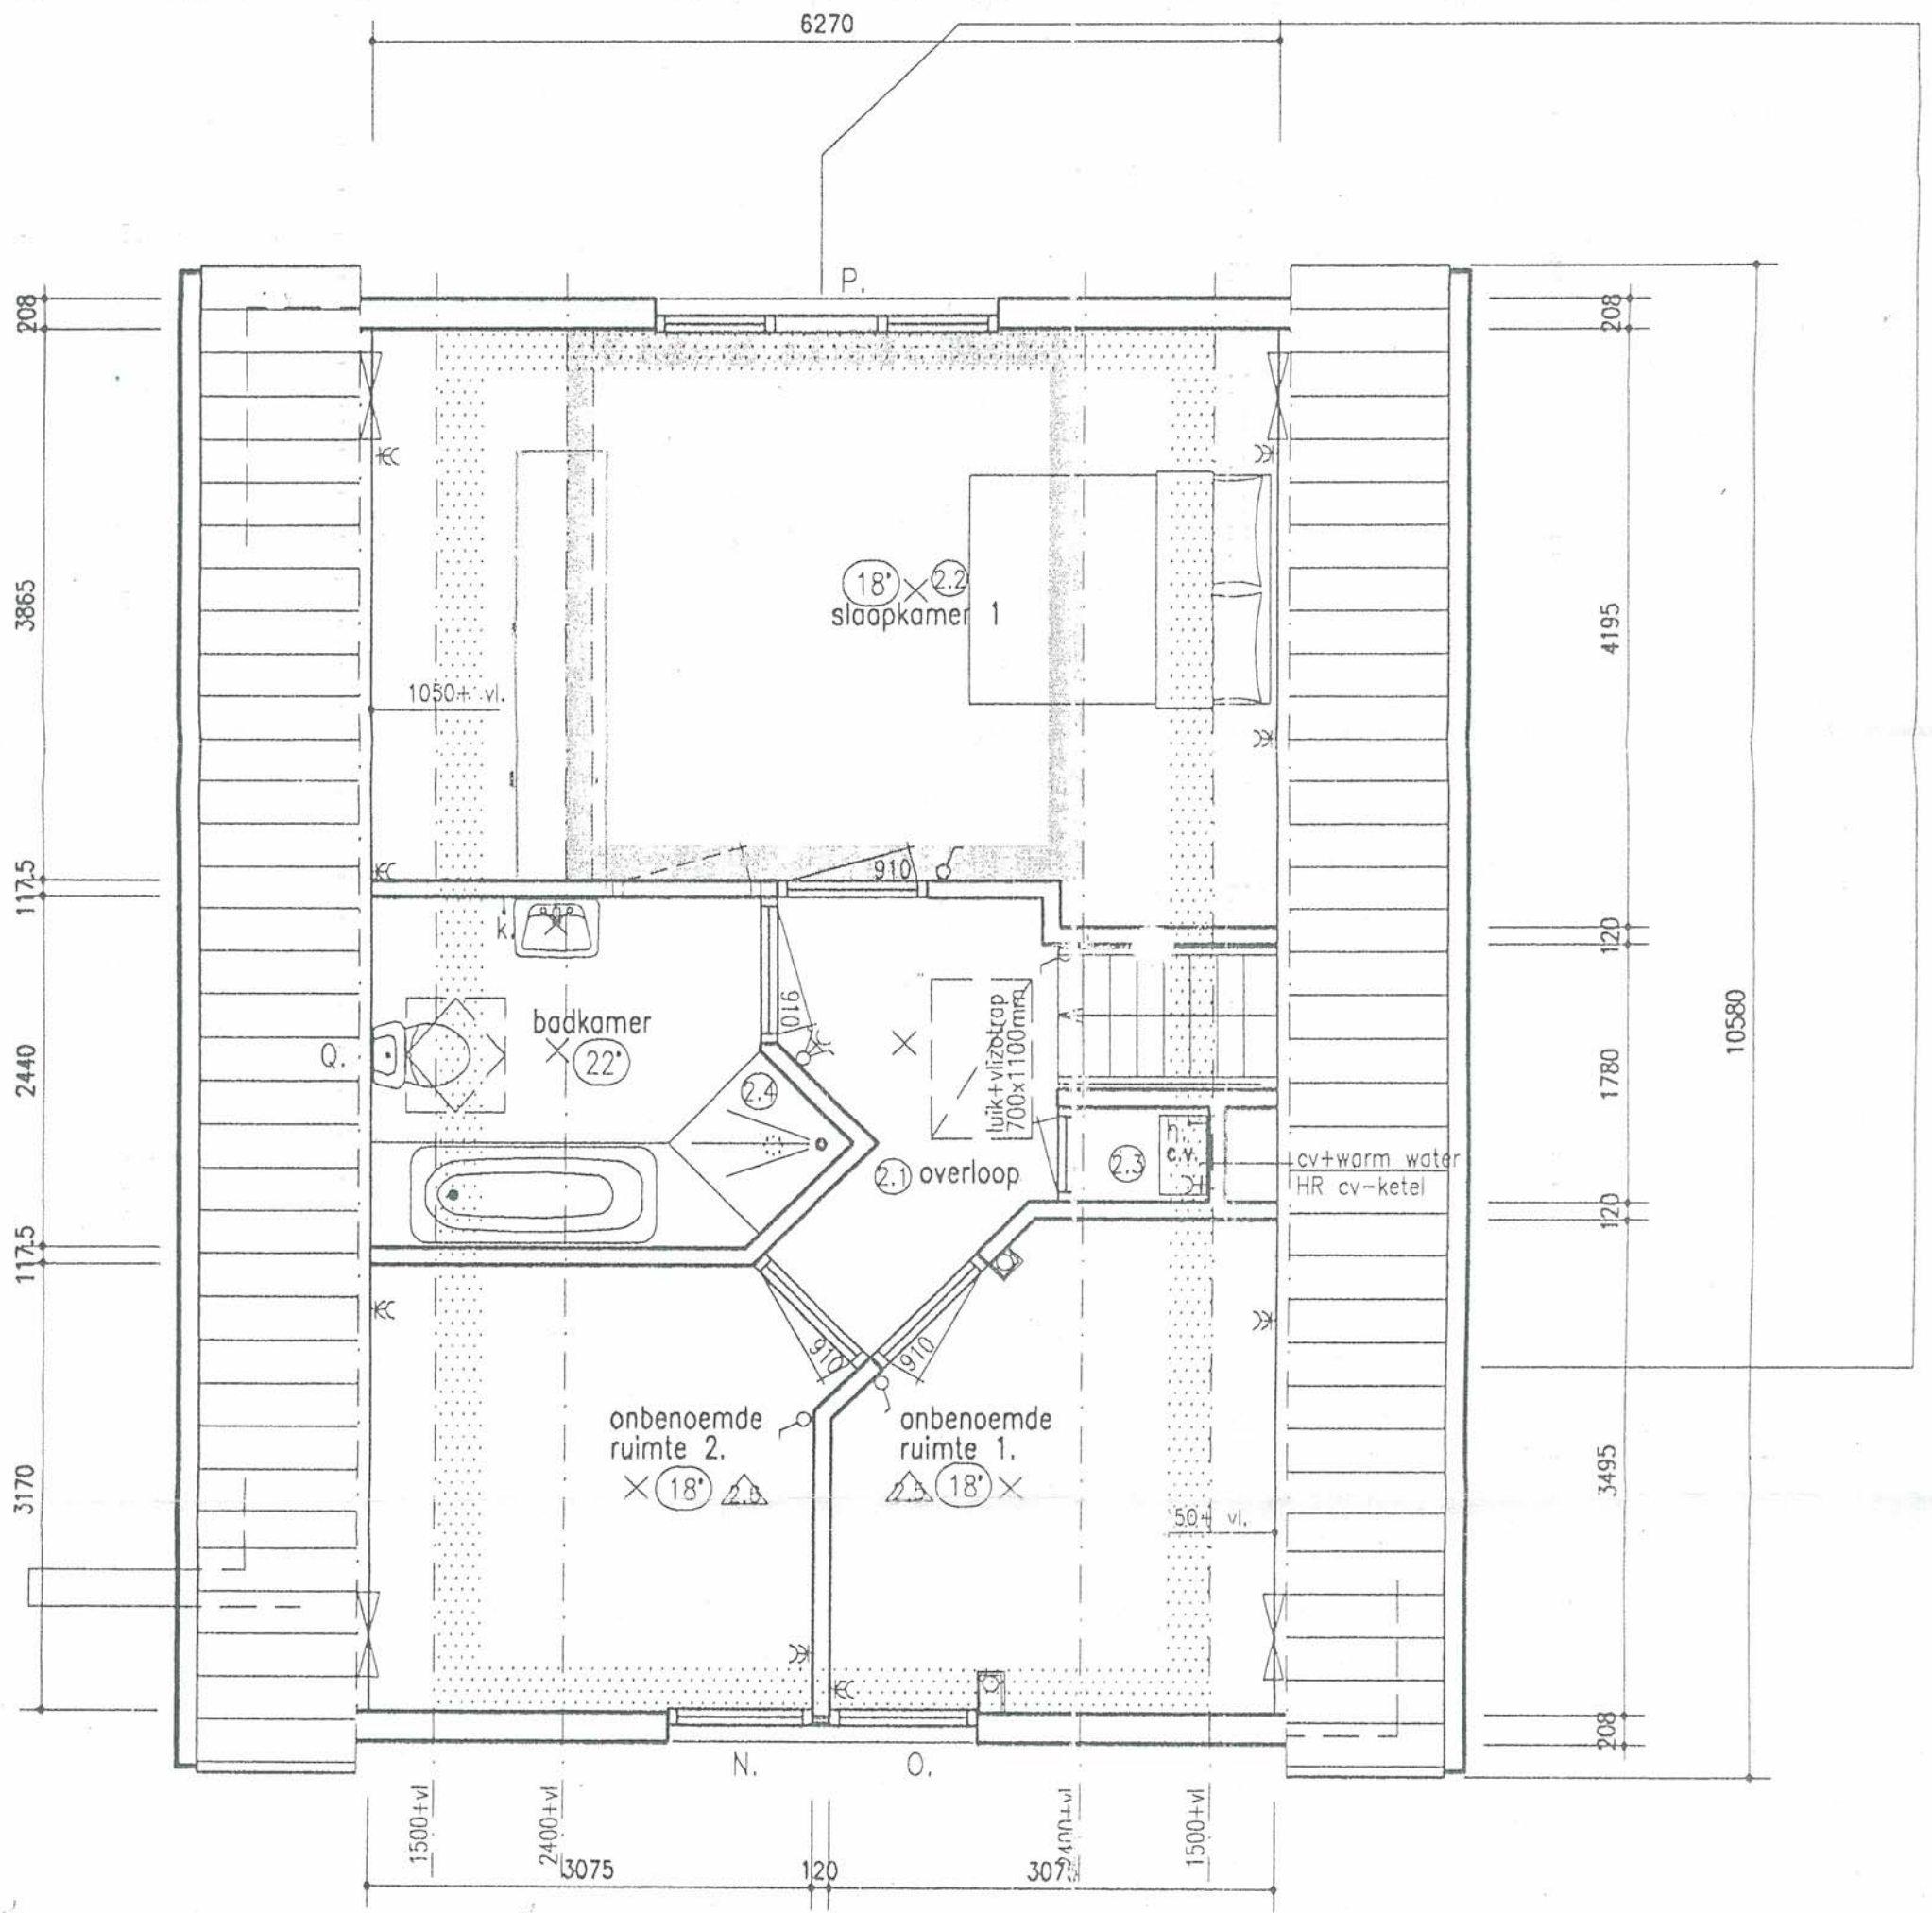 6270
P.
208
208
18° 2.2
slaapkamer 1
3865
4195
1050+ vl.
910
117.5
k.
120
badkamer
22°
910
luik+vlizotrap
700x1100mm
Q.
2440
2.4
10580
1780
2.1 overloop
2.3
c.v.
cv+warm water
HR cv-ketel
117.5
120
910
910
onbenoemde
ruimte 2.
18°
onbenoemde
ruimte 1.
2.5 18°
3170
3495
50+ vl.
208
N.
O.
1500+vl
2400+vl
2400+vl
1500+vl
3075
120
3075